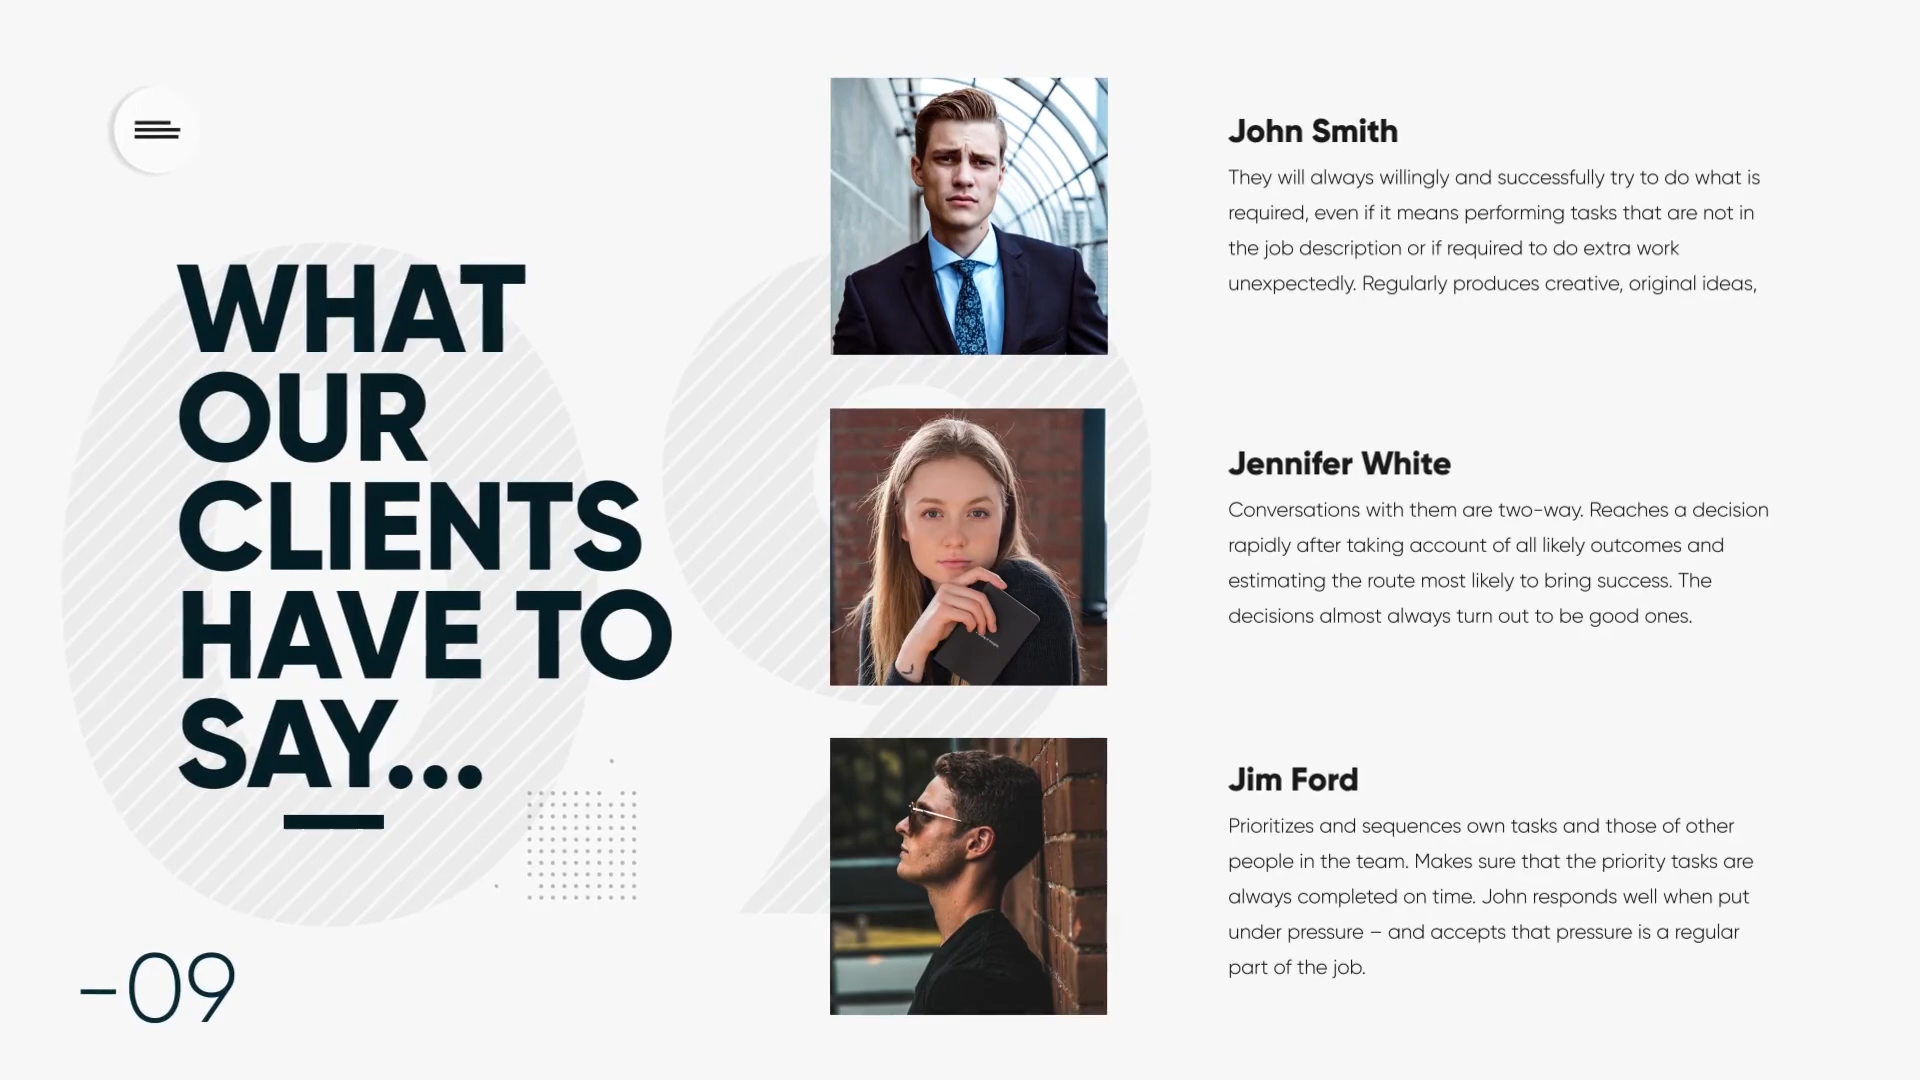 WHAT
OUR
CLIENTS
HAVE TO
SAY...
-09
John Smith
They will always willingly and successfully try to do what is
required, even if it means performing tasks that are not in
the job description or if required to do extra work
unexpectedly. Regularly produces creative, original ideas,
Jennifer White
Conversations with them are two-way. Reaches a decision
rapidly after taking account of all likely outcomes and
estimating the route most likely to bring success. The
decisions almost always turn out to be good ones.
Jim Ford
Prioritizes and sequences own tasks and those of other
people in the team. Makes sure that the priority tasks are
always completed on time. John responds well when put
under pressure – and accepts that pressure is a regular
part of the job.
09